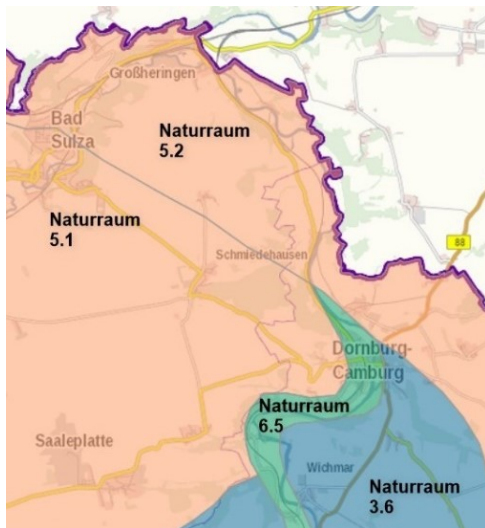 Großheringen
Bad
Sulza
Naturraum
5.2
Naturraum
5.1
88
Schmiedehausen
Dornburg-
Camburg
Naturraum
6.5
Saaleplatte
Wichmar
Naturraum
3.6